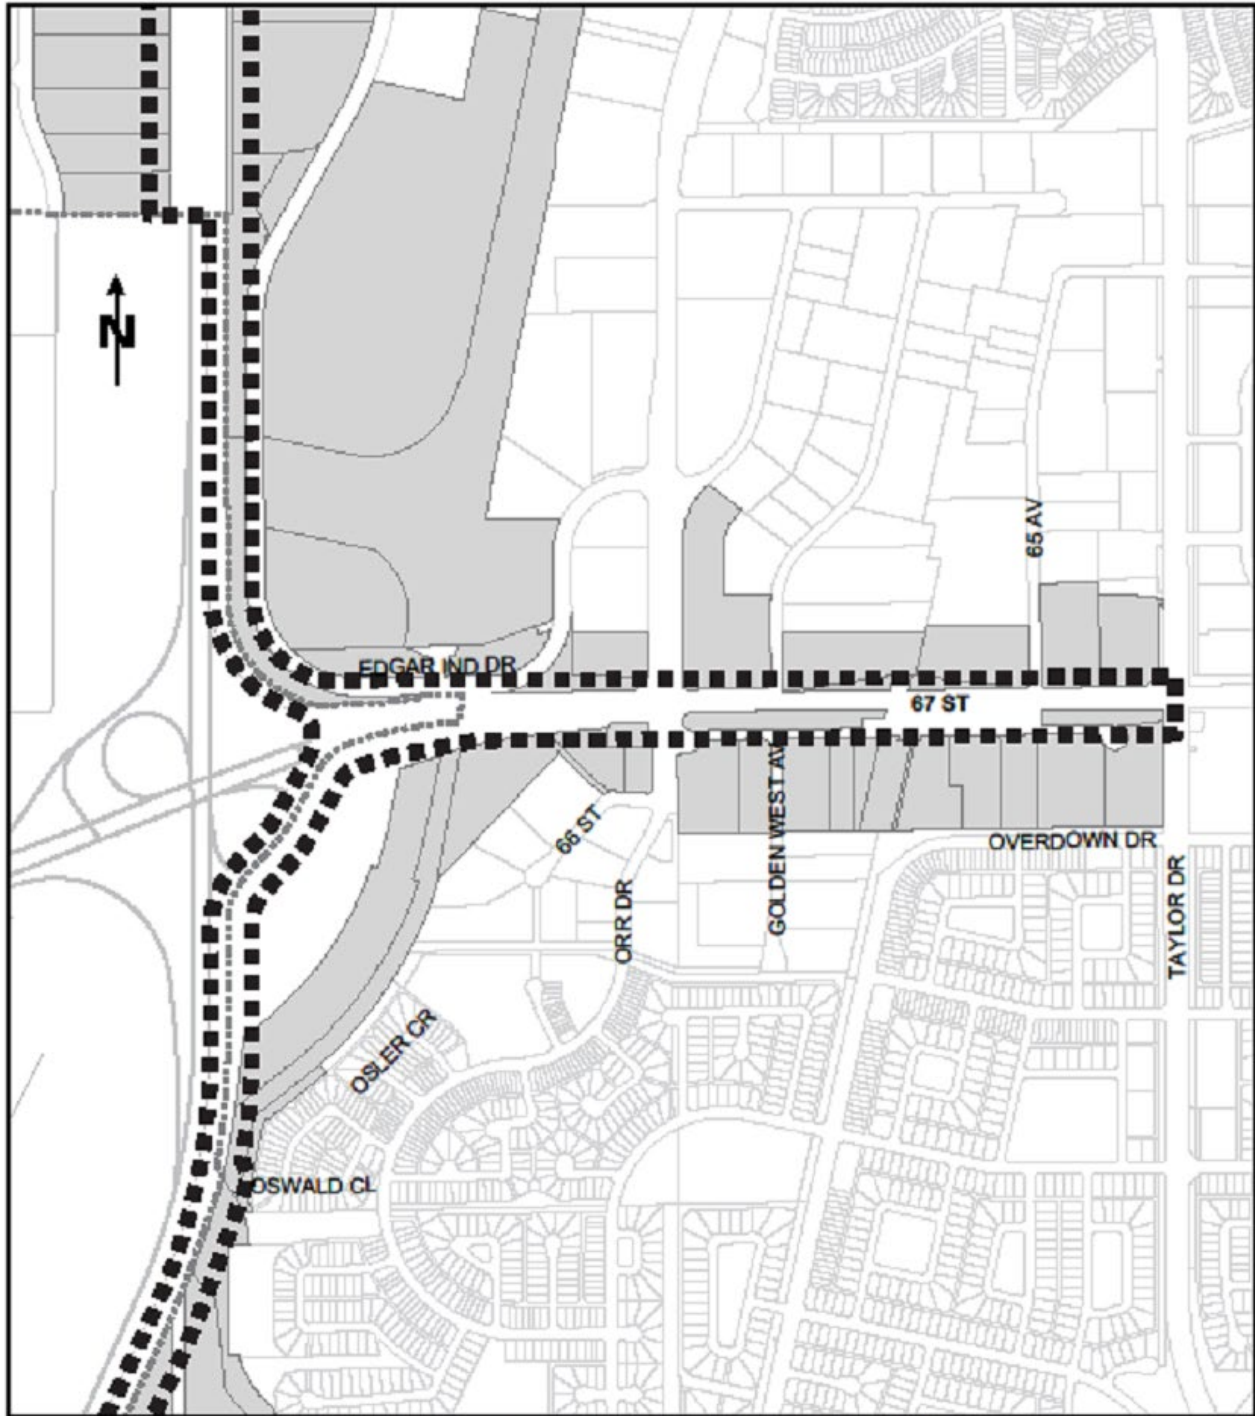 N
65 AV
EDGAR IND DR
67 ST
GOLDEN WEST AV
66 ST
OVERDOWN DR
ORR DR
TAYLOR DR
OSLER CR
OSWALD CL